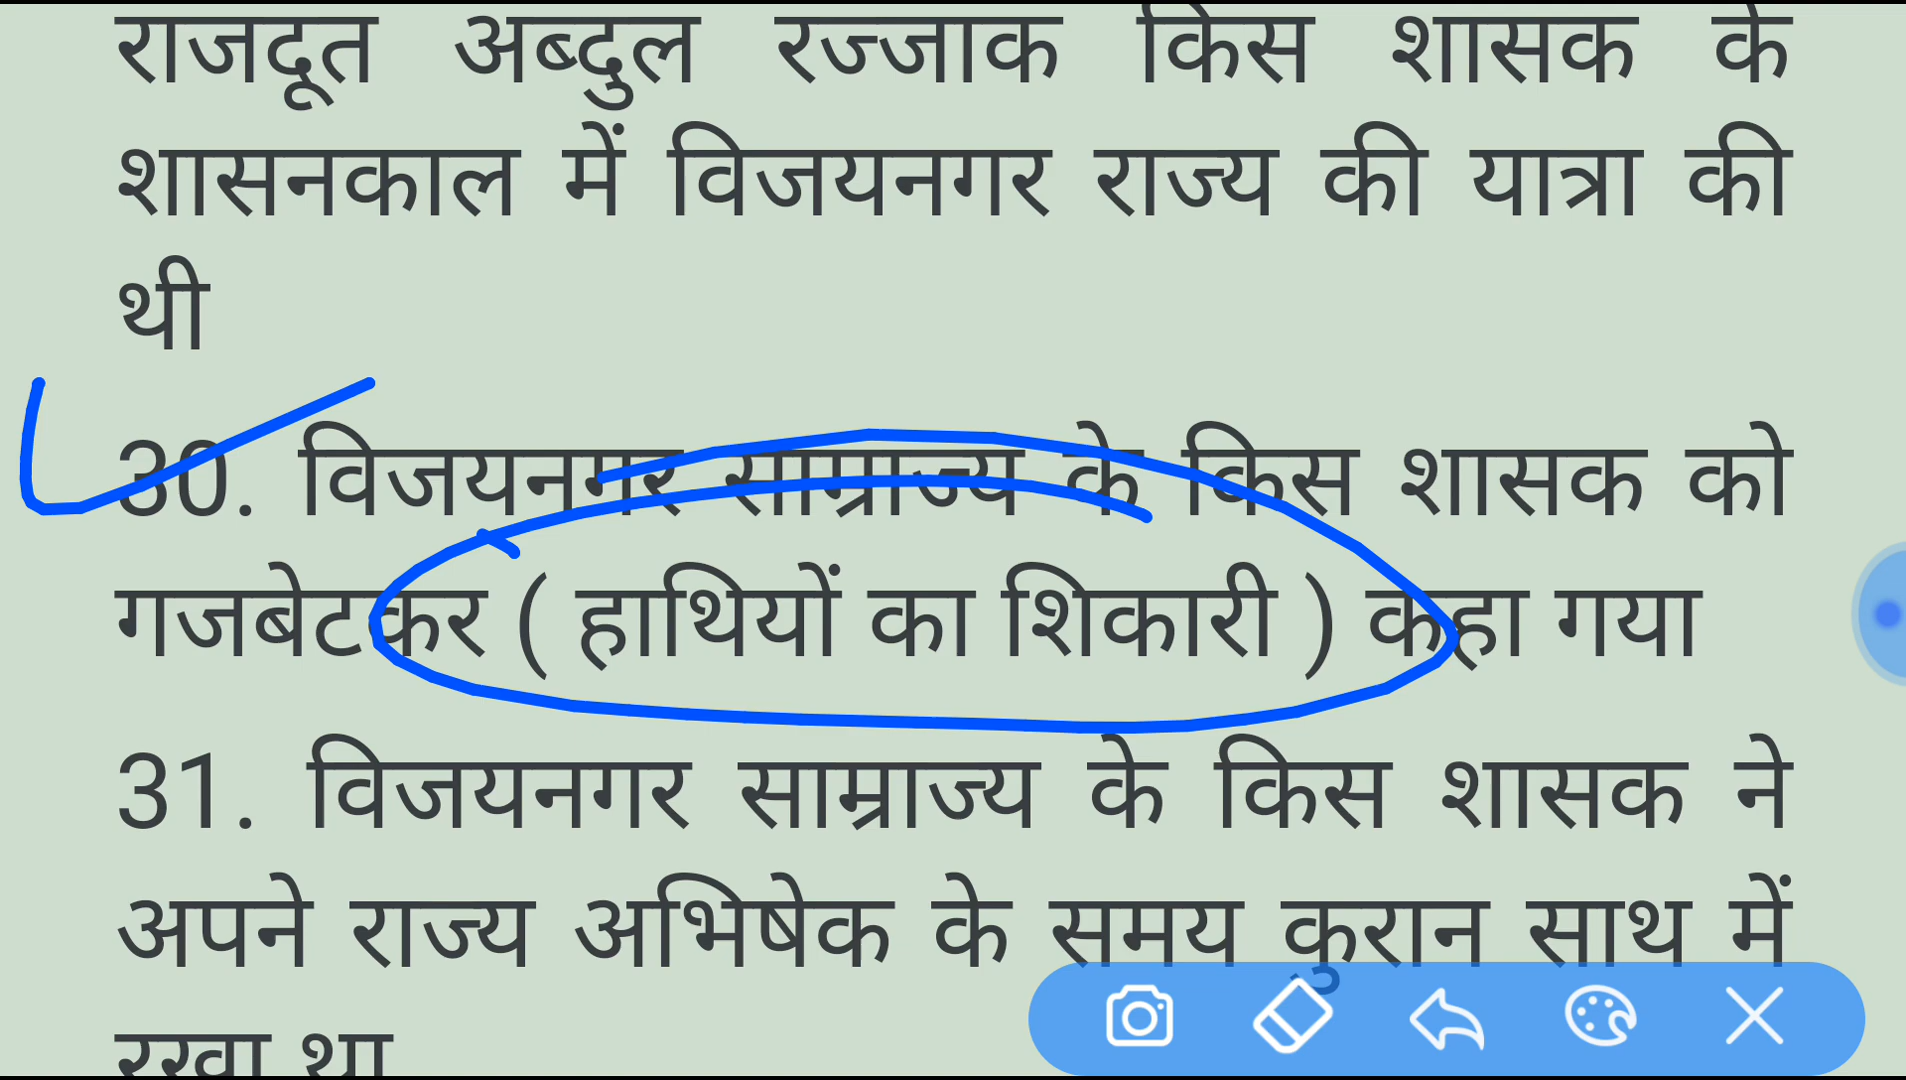 राजदूत अब्दुल रज्जाक किस शासक के
शासनकाल में विजयनगर राज्य की यात्रा की
थी
30. विजयनगर साम्राज्य के किस शासक को
गजबेटकर ( हाथियों का शिकारी ) कहा गया
31. विजयनगर साम्राज्य के किस शासक ने
अपने राज्य अभिषेक के समय कुरान साथ में
रखा था